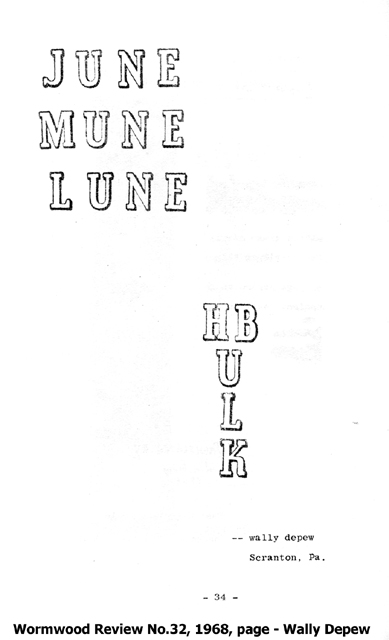 JUNE
MUNE
LUNE
HB
U
L
K
-- wally depew
Scranton, Pa.
- 34 -
Wormwood Review No.32, 1968, page - Wally Depew